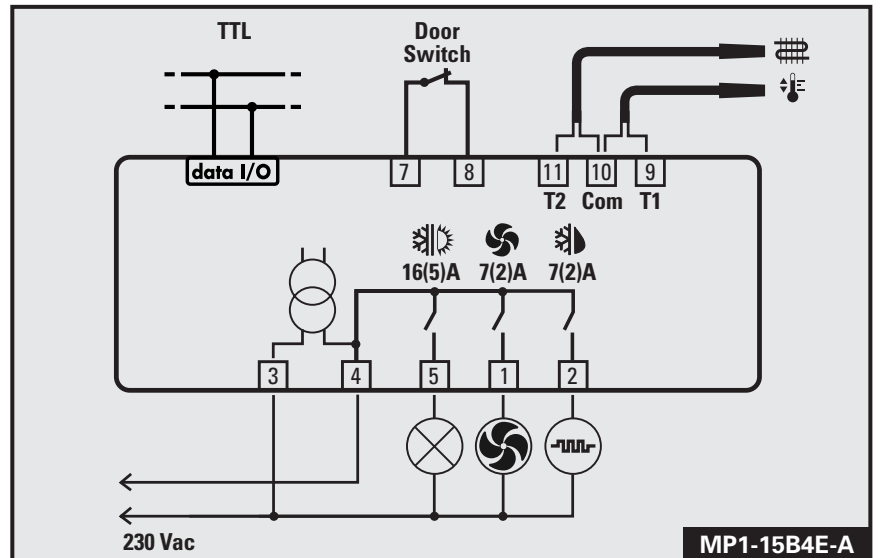 TTL
Door
Switch
data I/O
7 8 11 10 9
T2 Com T1
16(5)A 7(2)A 7(2)A
3 4 5 1 2
230 Vac
MP1-15B4E-A